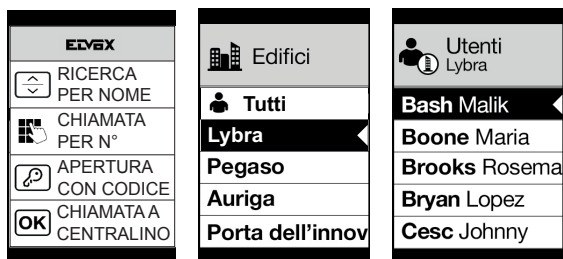 ELVOX
RICERCA
PER NOME
CHIAMATA
PER N°
APERTURA
CON CODICE
OK
CHIAMATA A
CENTRALINO
Edifici
Tutti
Lybra
Pegaso
Auriga
Porta dell'innov
Utenti
Lybra
Bash Malik
Boone Maria
Brooks Rosema
Bryan Lopez
Cesc Johnny